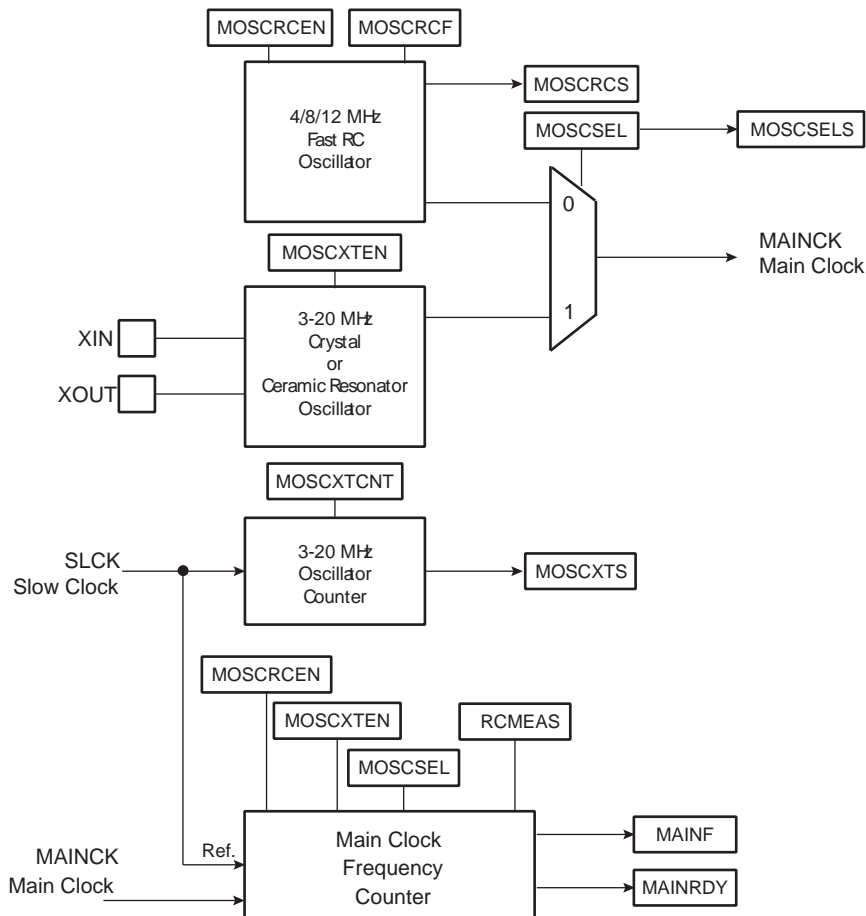 MOSCRCEN
MOSCRCF
4/8/12 MHz
Fast RC
Oscillator
MOSCRCS
MOSCSEL
MOSCSELS
0
1
MAINCK
Main Clock
MOSCXTEN
XIN
XOUT
3-20 MHz
Crystal
or
Ceramic Resonator
Oscillator
MOSCXTCNT
SLCK
Slow Clock
3-20 MHz
Oscillator
Counter
MOSCXTS
MOSCRCEN
MOSCXTEN
RCMEAS
MOSCSEL
MAINCK
Main Clock
Ref.
Main Clock
Frequency
Counter
MAINF
MAINRDY